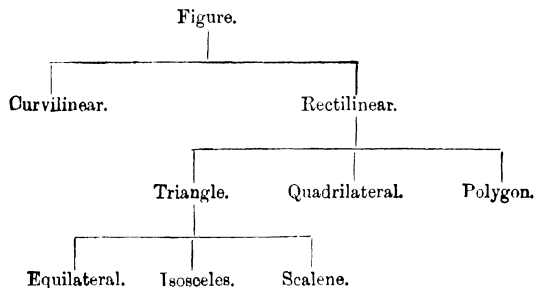 Figure.
Curvilinear. Rectilinear.
Triangle. Quadrilateral. Polygon.
Equilateral. Isosceles. Scalene.